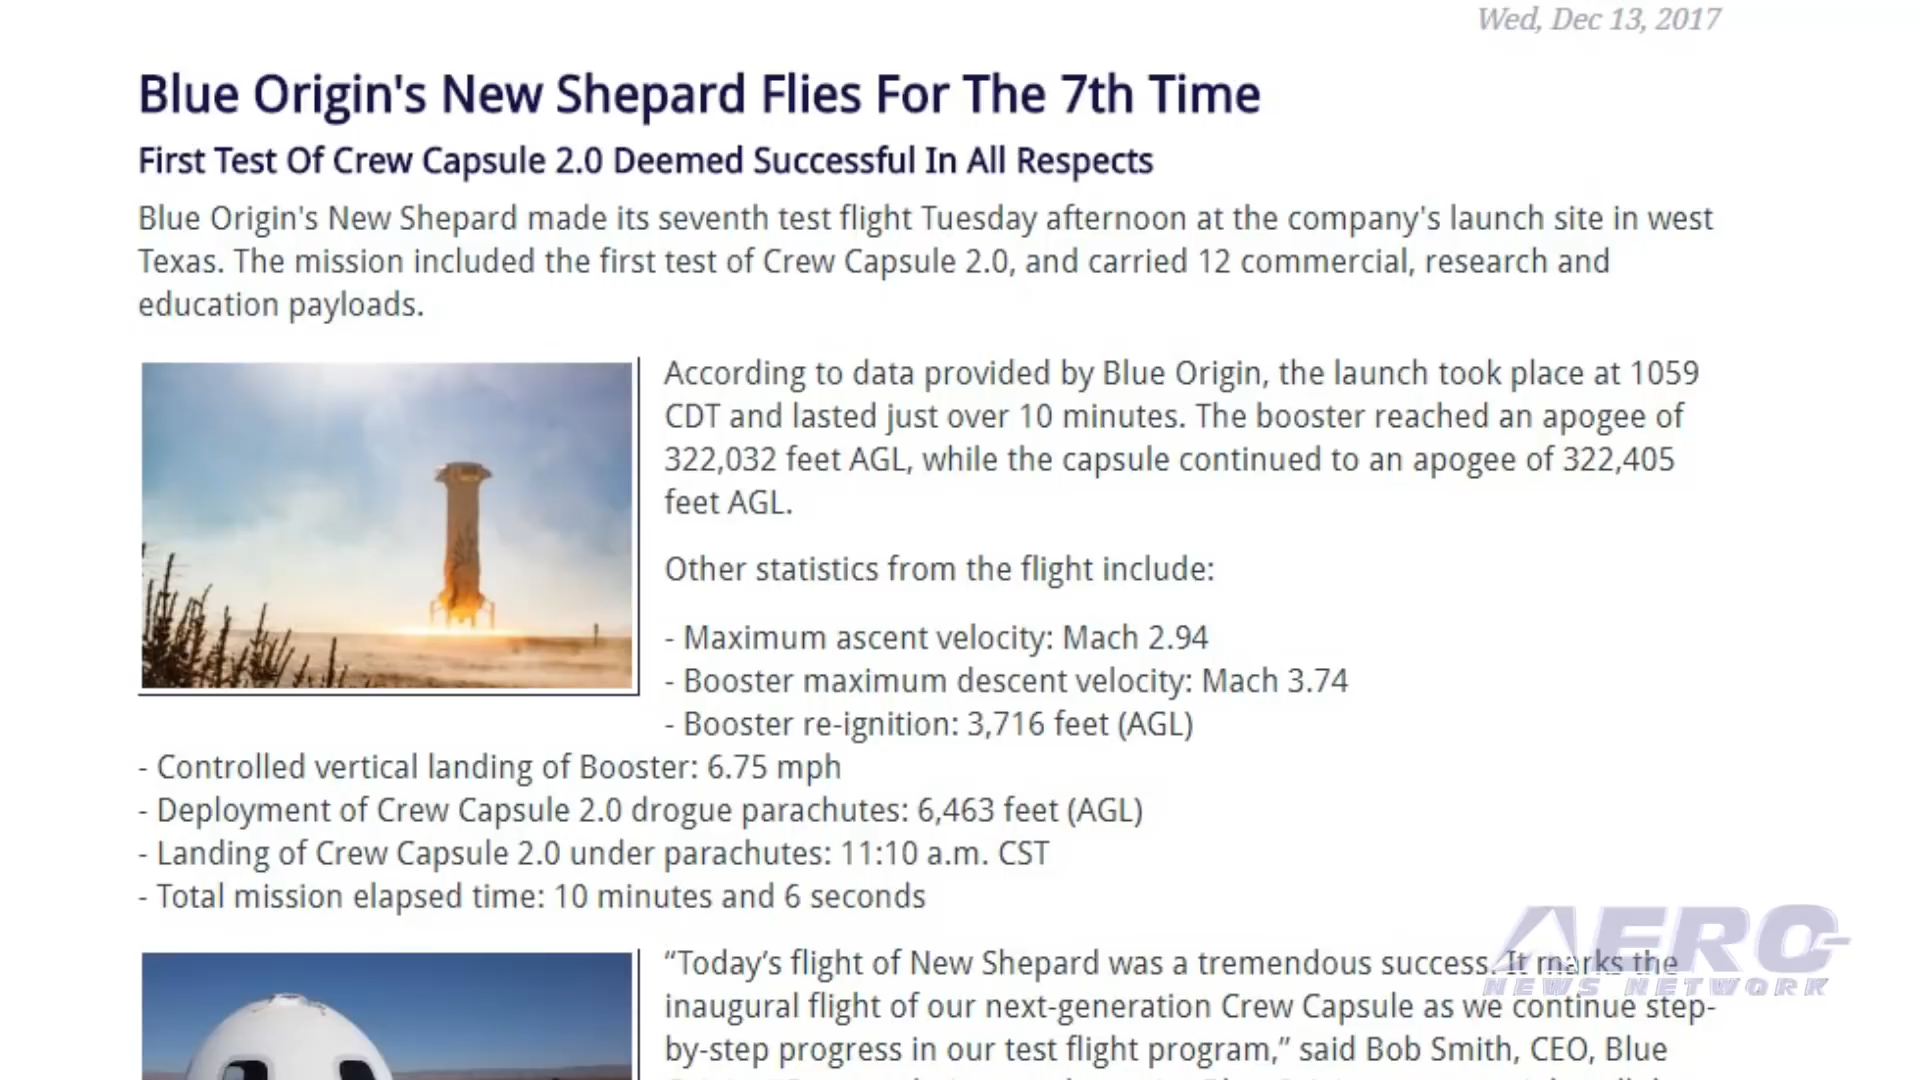 Wed, Dec 13, 2017
Blue Origin's New Shepard Flies For The 7th Time
First Test Of Crew Capsule 2.0 Deemed Successful In All Respects
Blue Origin's New Shepard made its seventh test flight Tuesday afternoon at the company's launch site in west
Texas. The mission included the first test of Crew Capsule 2.0, and carried 12 commercial, research and
education payloads.
According to data provided by Blue Origin, the launch took place at 1059
CDT and lasted just over 10 minutes. The booster reached an apogee of
322,032 feet AGL, while the capsule continued to an apogee of 322,405
feet AGL.
Other statistics from the flight include:
- Maximum ascent velocity: Mach 2.94
- Booster maximum descent velocity: Mach 3.74
- Booster re-ignition: 3,716 feet (AGL)
- Controlled vertical landing of Booster: 6.75 mph
- Deployment of Crew Capsule 2.0 drogue parachutes: 6,463 feet (AGL)
- Landing of Crew Capsule 2.0 under parachutes: 11:10 a.m. CST
- Total mission elapsed time: 10 minutes and 6 seconds
“Today’s flight of New Shepard was a tremendous success. It marks the
inaugural flight of our next-generation Crew Capsule as we continue step-
by-step progress in our test flight program,” said Bob Smith, CEO, Blue
AERO
NEWS NETWORK